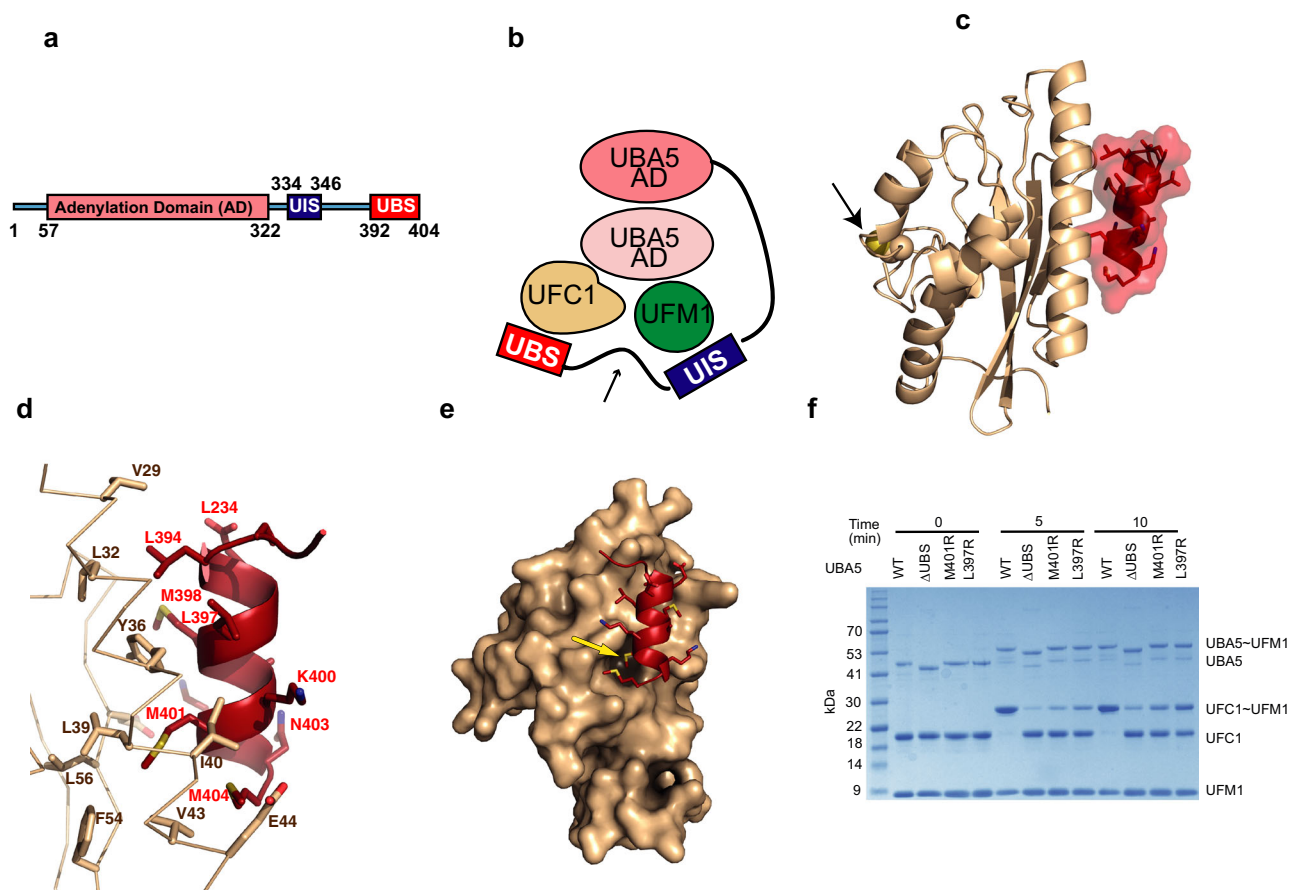 a
334 346
Adenylation Domain (AD) UIS UBS
1 57 322 392 404
b
UBA5
AD
UBA5
AD
UFC1
UFM1
UBS
UIS
c
d
V29
L234
L394
L32
M398
L397
Y36
K400
M401
N403
L39
I40
L56
M404
F54
V43
E44
e
f
Time
(min)
0 5 10
UBA5
WT ΔUBS M401R L397R WT ΔUBS M401R L397R WT ΔUBS M401R L397R
kDa
70
53
41
30
22
18
14
9
UBA5~UFM1
UBA5
UFC1~UFM1
UFC1
UFM1